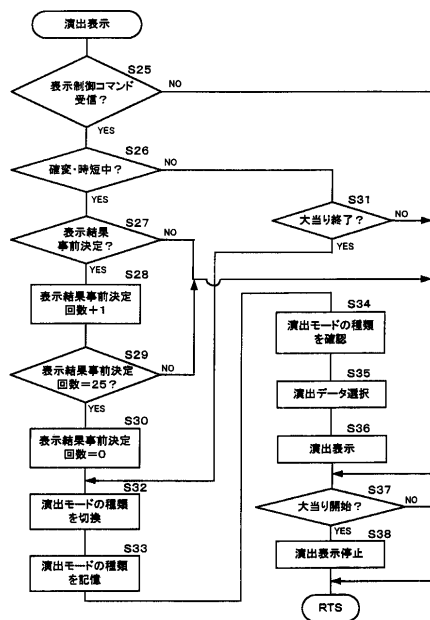 演出表示
S25
表示制御コマンド
受信？
NO
YES
S26
確変・時短中？
NO
YES
S27
表示結果
事前決定？
NO
YES
S28
表示結果事前決定
回数+1
S29
表示結果事前決定
回数=25？
NO
YES
S30
表示結果事前決定
回数=0
S32
演出モードの種類
を切換
S33
演出モードの種類
を記憶
S31
大当り終了？
NO
YES
S34
演出モードの種類
を確認
S35
演出データ選択
S36
演出表示
S37
大当り開始？
NO
YES
S38
演出表示停止
RTS